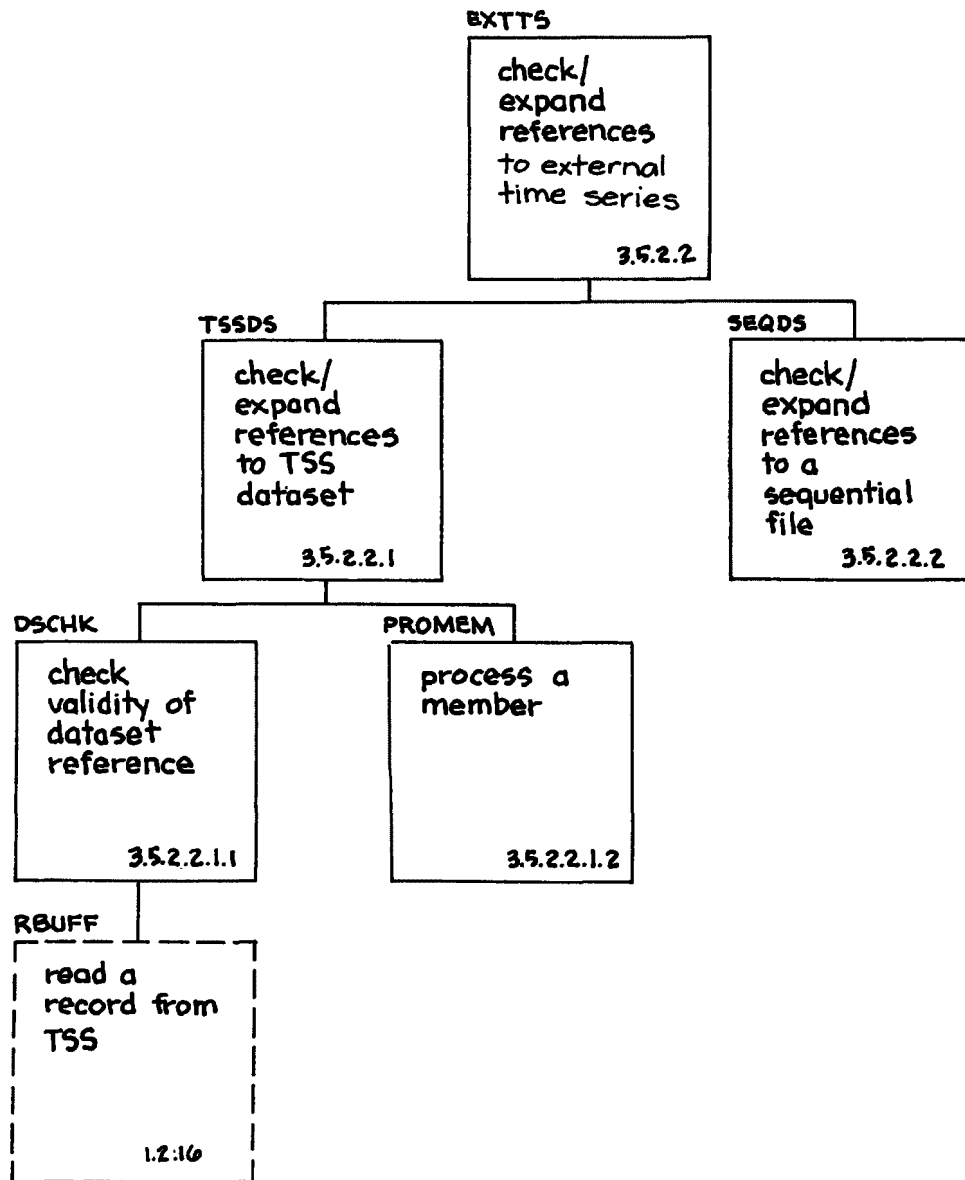 EXTTS
check/
expand
references
to external
time series
3.5.2.2
TSSDS
check/
expand
references
to TSS
dataset
3.5.2.2.1
SEQDS
check/
expand
references
to a
sequential
file
3.5.2.2.2
DSCHK
check
validity of
dataset
reference
3.5.2.2.1.1
PROMEM
process a
member
3.5.2.2.1.2
RBUFF
read a
record from
TSS
1.2:16